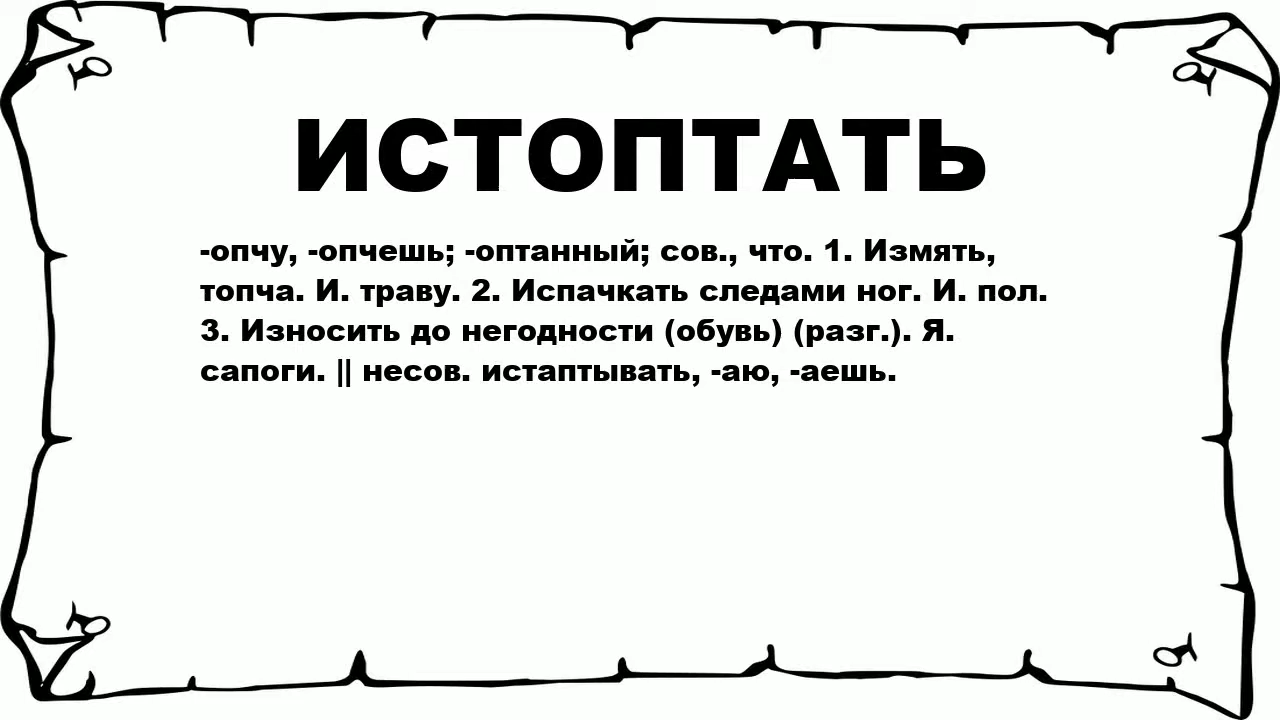 ИСТОПТАТЬ
-опчу, -опчешь; -оптанный; сов., что. 1. Измять,
топча. И. траву. 2. Испачкать следами ног. И. пол.
3. Износить до негодности (обувь) (разг.). Я.
сапоги. || несов. истаптывать, -аю, -аешь.